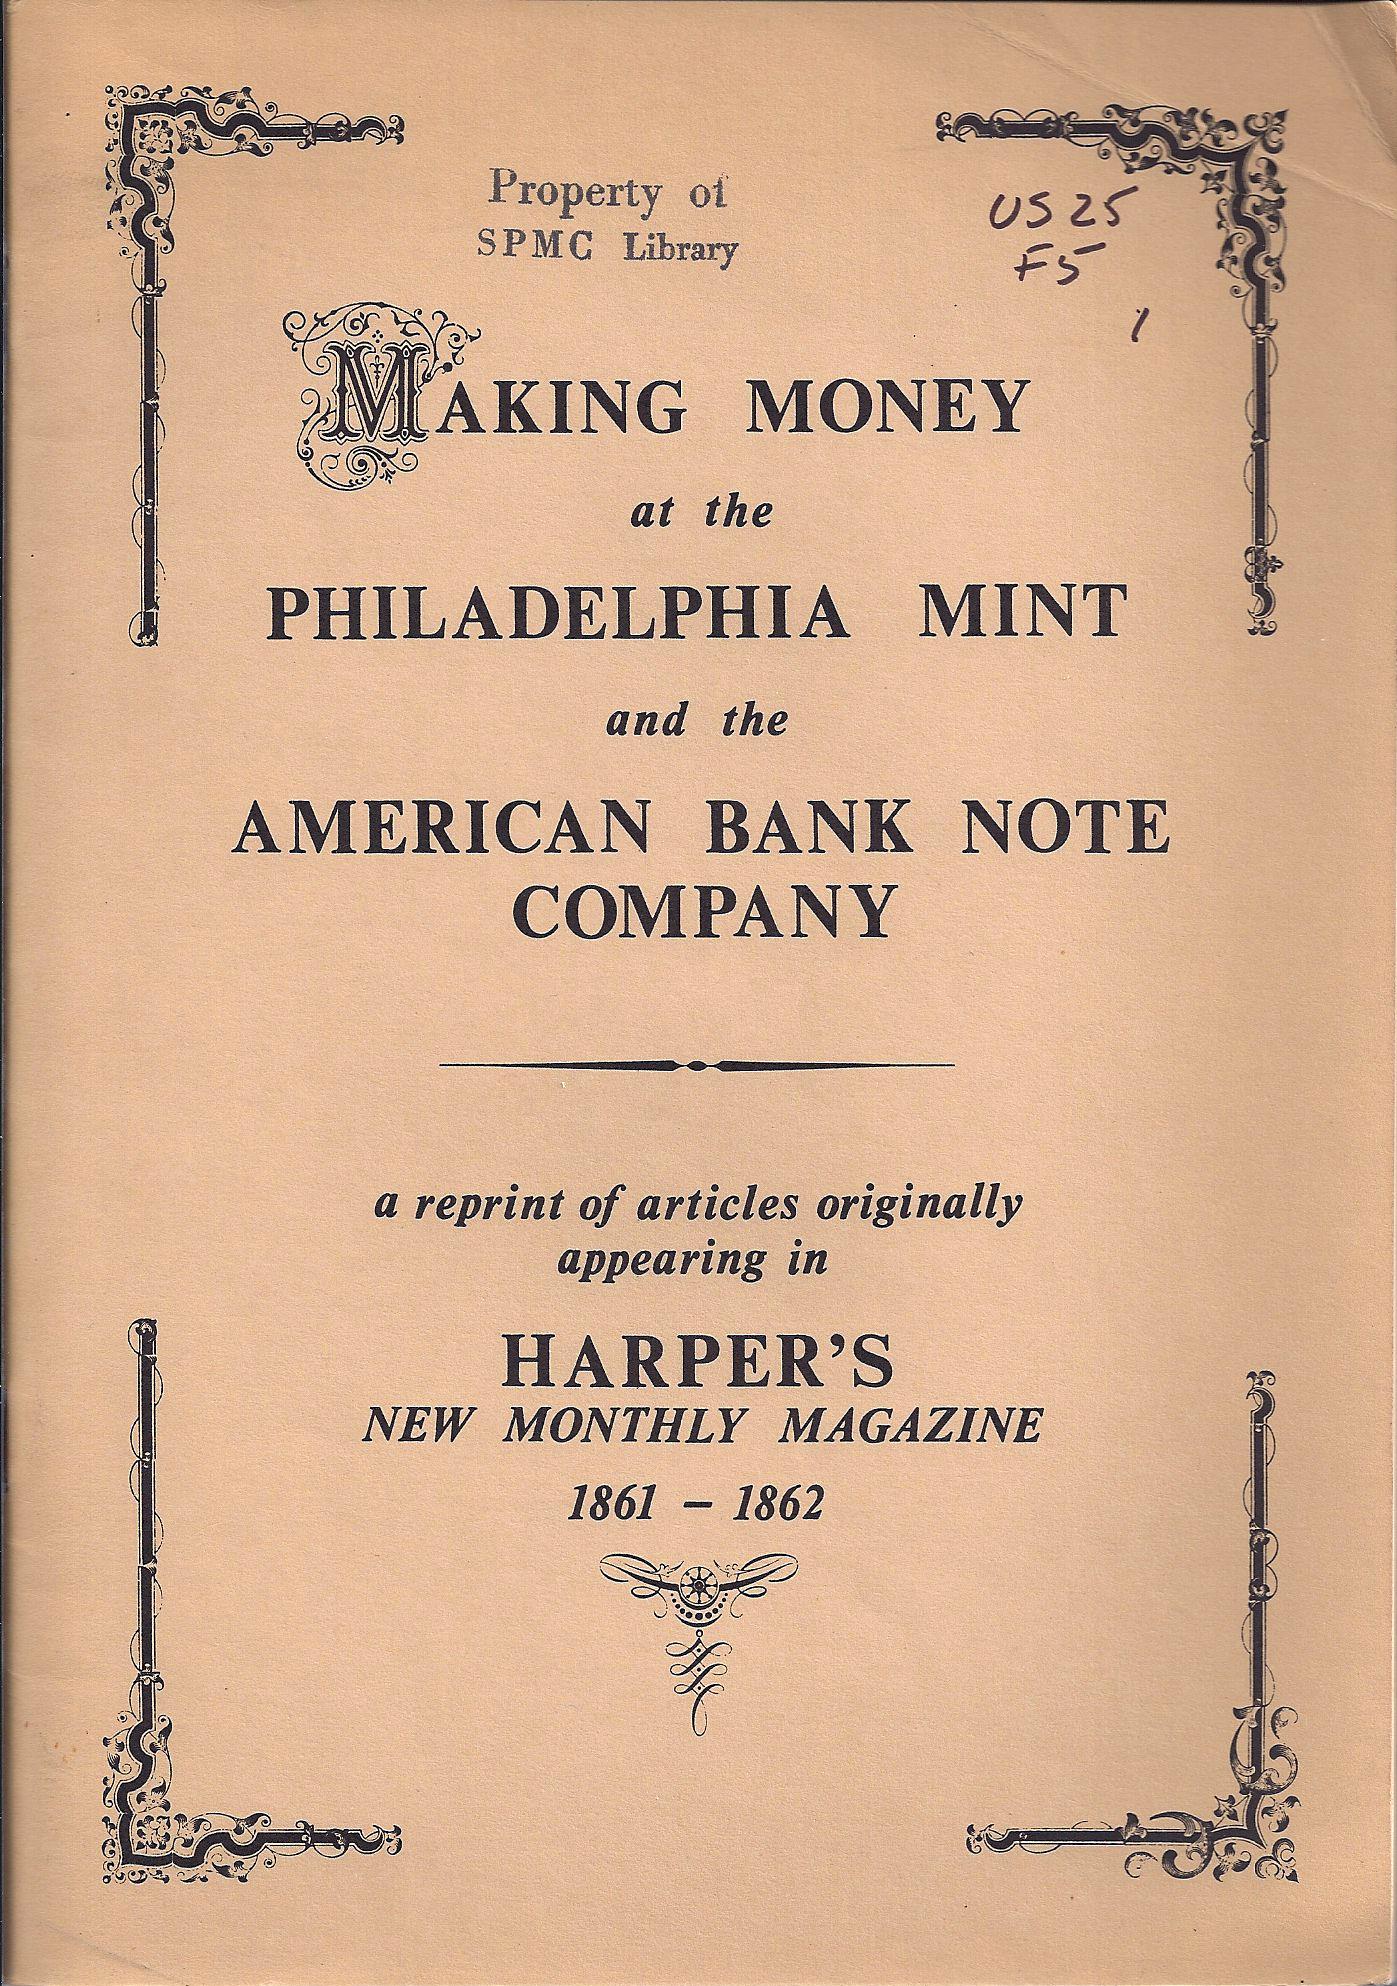 Property of
SPMC Library
US 25
F5
1
MAKING MONEY
at the
PHILADELPHIA MINT
and the
AMERICAN BANK NOTE
COMPANY
a reprint of articles originally
appearing in
HARPER'S
NEW MONTHLY MAGAZINE
1861 – 1862